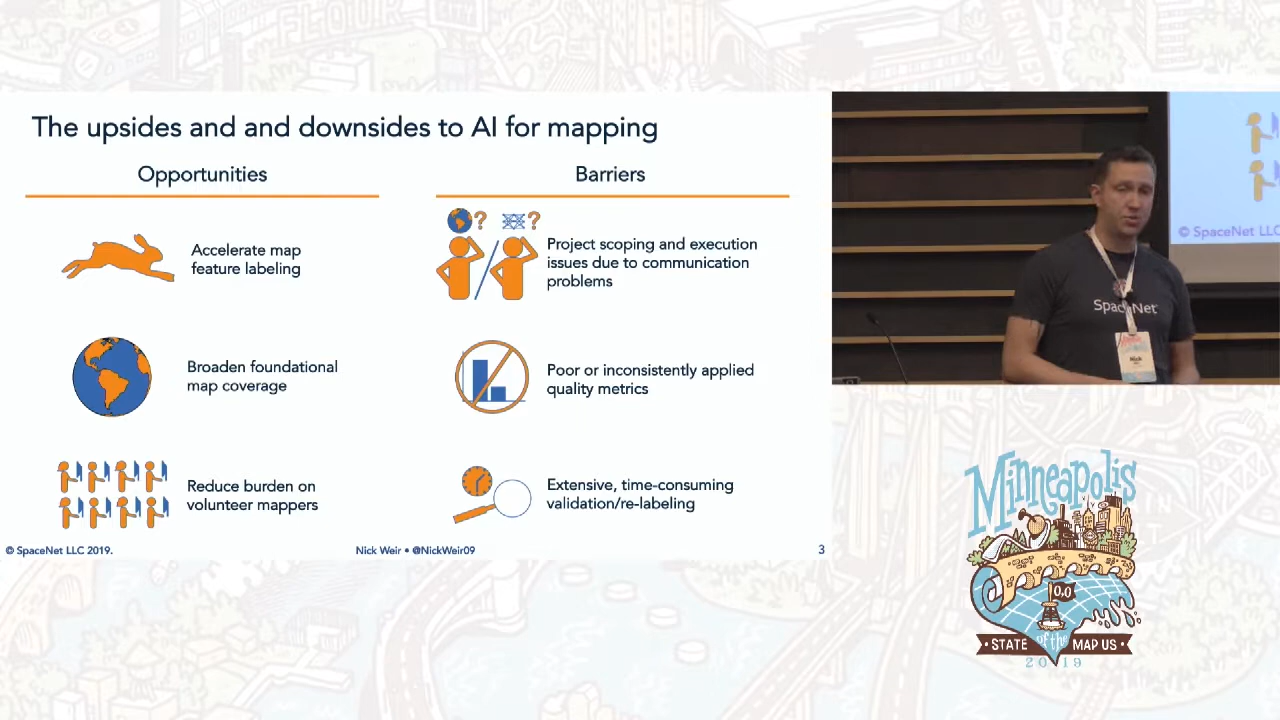 The upsides and and downsides to AI for mapping
Opportunities
Accelerate map
feature labeling
Broaden foundational
map coverage
Reduce burden on
volunteer mappers
Barriers
? ?
Project scoping and execution
issues due to communication
problems
Poor or inconsistently applied
quality metrics
Extensive, time-consuming
validation/re-labeling
© SpaceNet LLC 2019.
Nick Weir • @NickWeir09
3
© SpaceNet LLC
SpaceNet
Nick
Minneapolis
0,0
• STATE of the MAP US •
2019